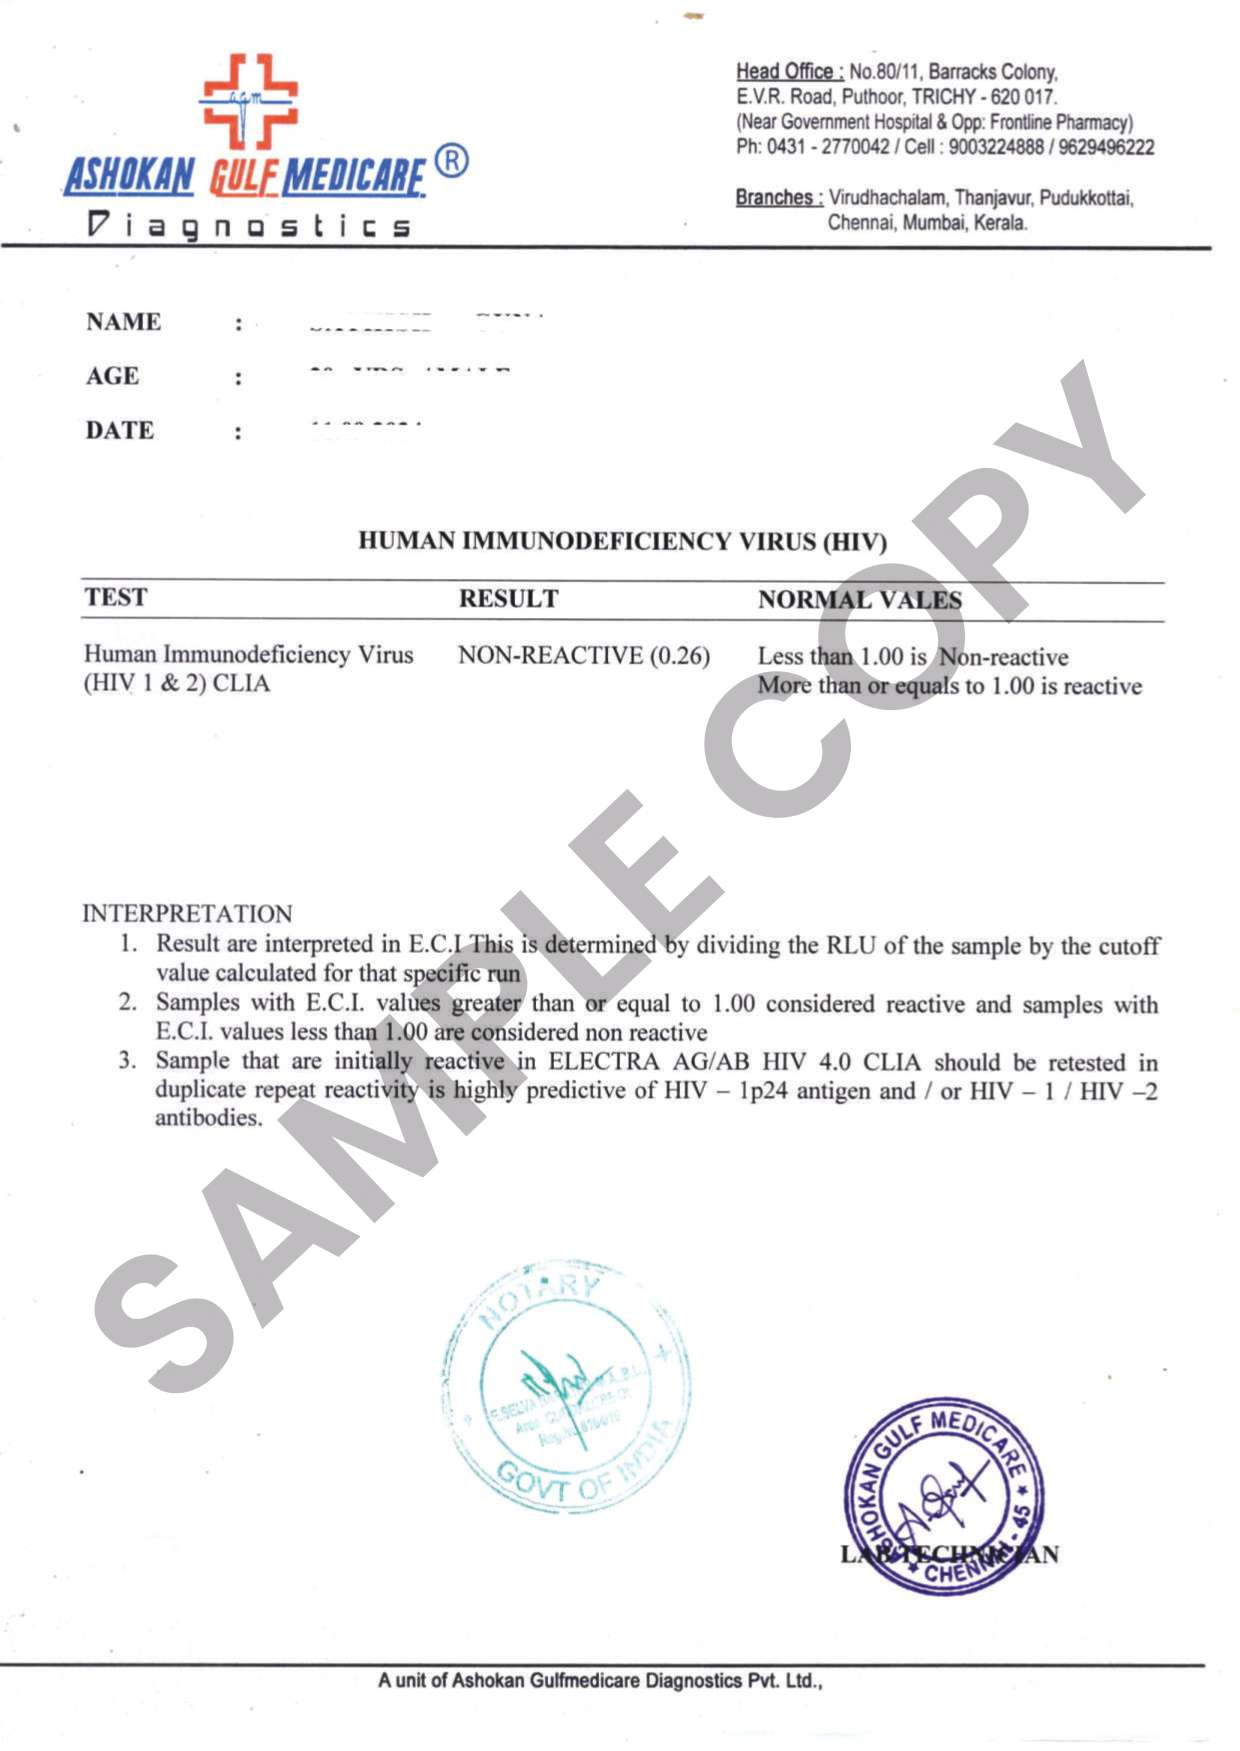 agm
ASHOKAN GULF MEDICARE ®
Diagnostics
Head Office : No.80/11, Barracks Colony,
E.V.R. Road, Puthoor, TRICHY - 620 017.
(Near Government Hospital & Opp: Frontline Pharmacy)
Ph: 0431 - 2770042 / Cell : 9003224888 / 9629496222
Branches : Virudhachalam, Thanjavur, Pudukkottai,
Chennai, Mumbai, Kerala.
NAME :
AGE :
DATE :
HUMAN IMMUNODEFICIENCY VIRUS (HIV)
TEST RESULT NORMAL VALES
Human Immunodeficiency Virus NON-REACTIVE (0.26) Less than 1.00 is Non-reactive
(HIV 1 & 2) CLIA More than or equals to 1.00 is reactive
SAMPLE COPY
INTERPRETATION
1. Result are interpreted in E.C.I This is determined by dividing the RLU of the sample by the cutoff
value calculated for that specific run
2. Samples with E.C.I. values greater than or equal to 1.00 considered reactive and samples with
E.C.I. values less than 1.00 are considered non reactive
3. Sample that are initially reactive in ELECTRA AG/AB HIV 4.0 CLIA should be retested in
duplicate repeat reactivity is highly predictive of HIV – 1p24 antigen and / or HIV – 1 / HIV –2
antibodies.
NOTARY
GOVT OF INDIA
ASHOKAN GULF MEDICARE
CHENNAI - 45
LAB TECHNICIAN
A unit of Ashokan Gulfmedicare Diagnostics Pvt. Ltd.,